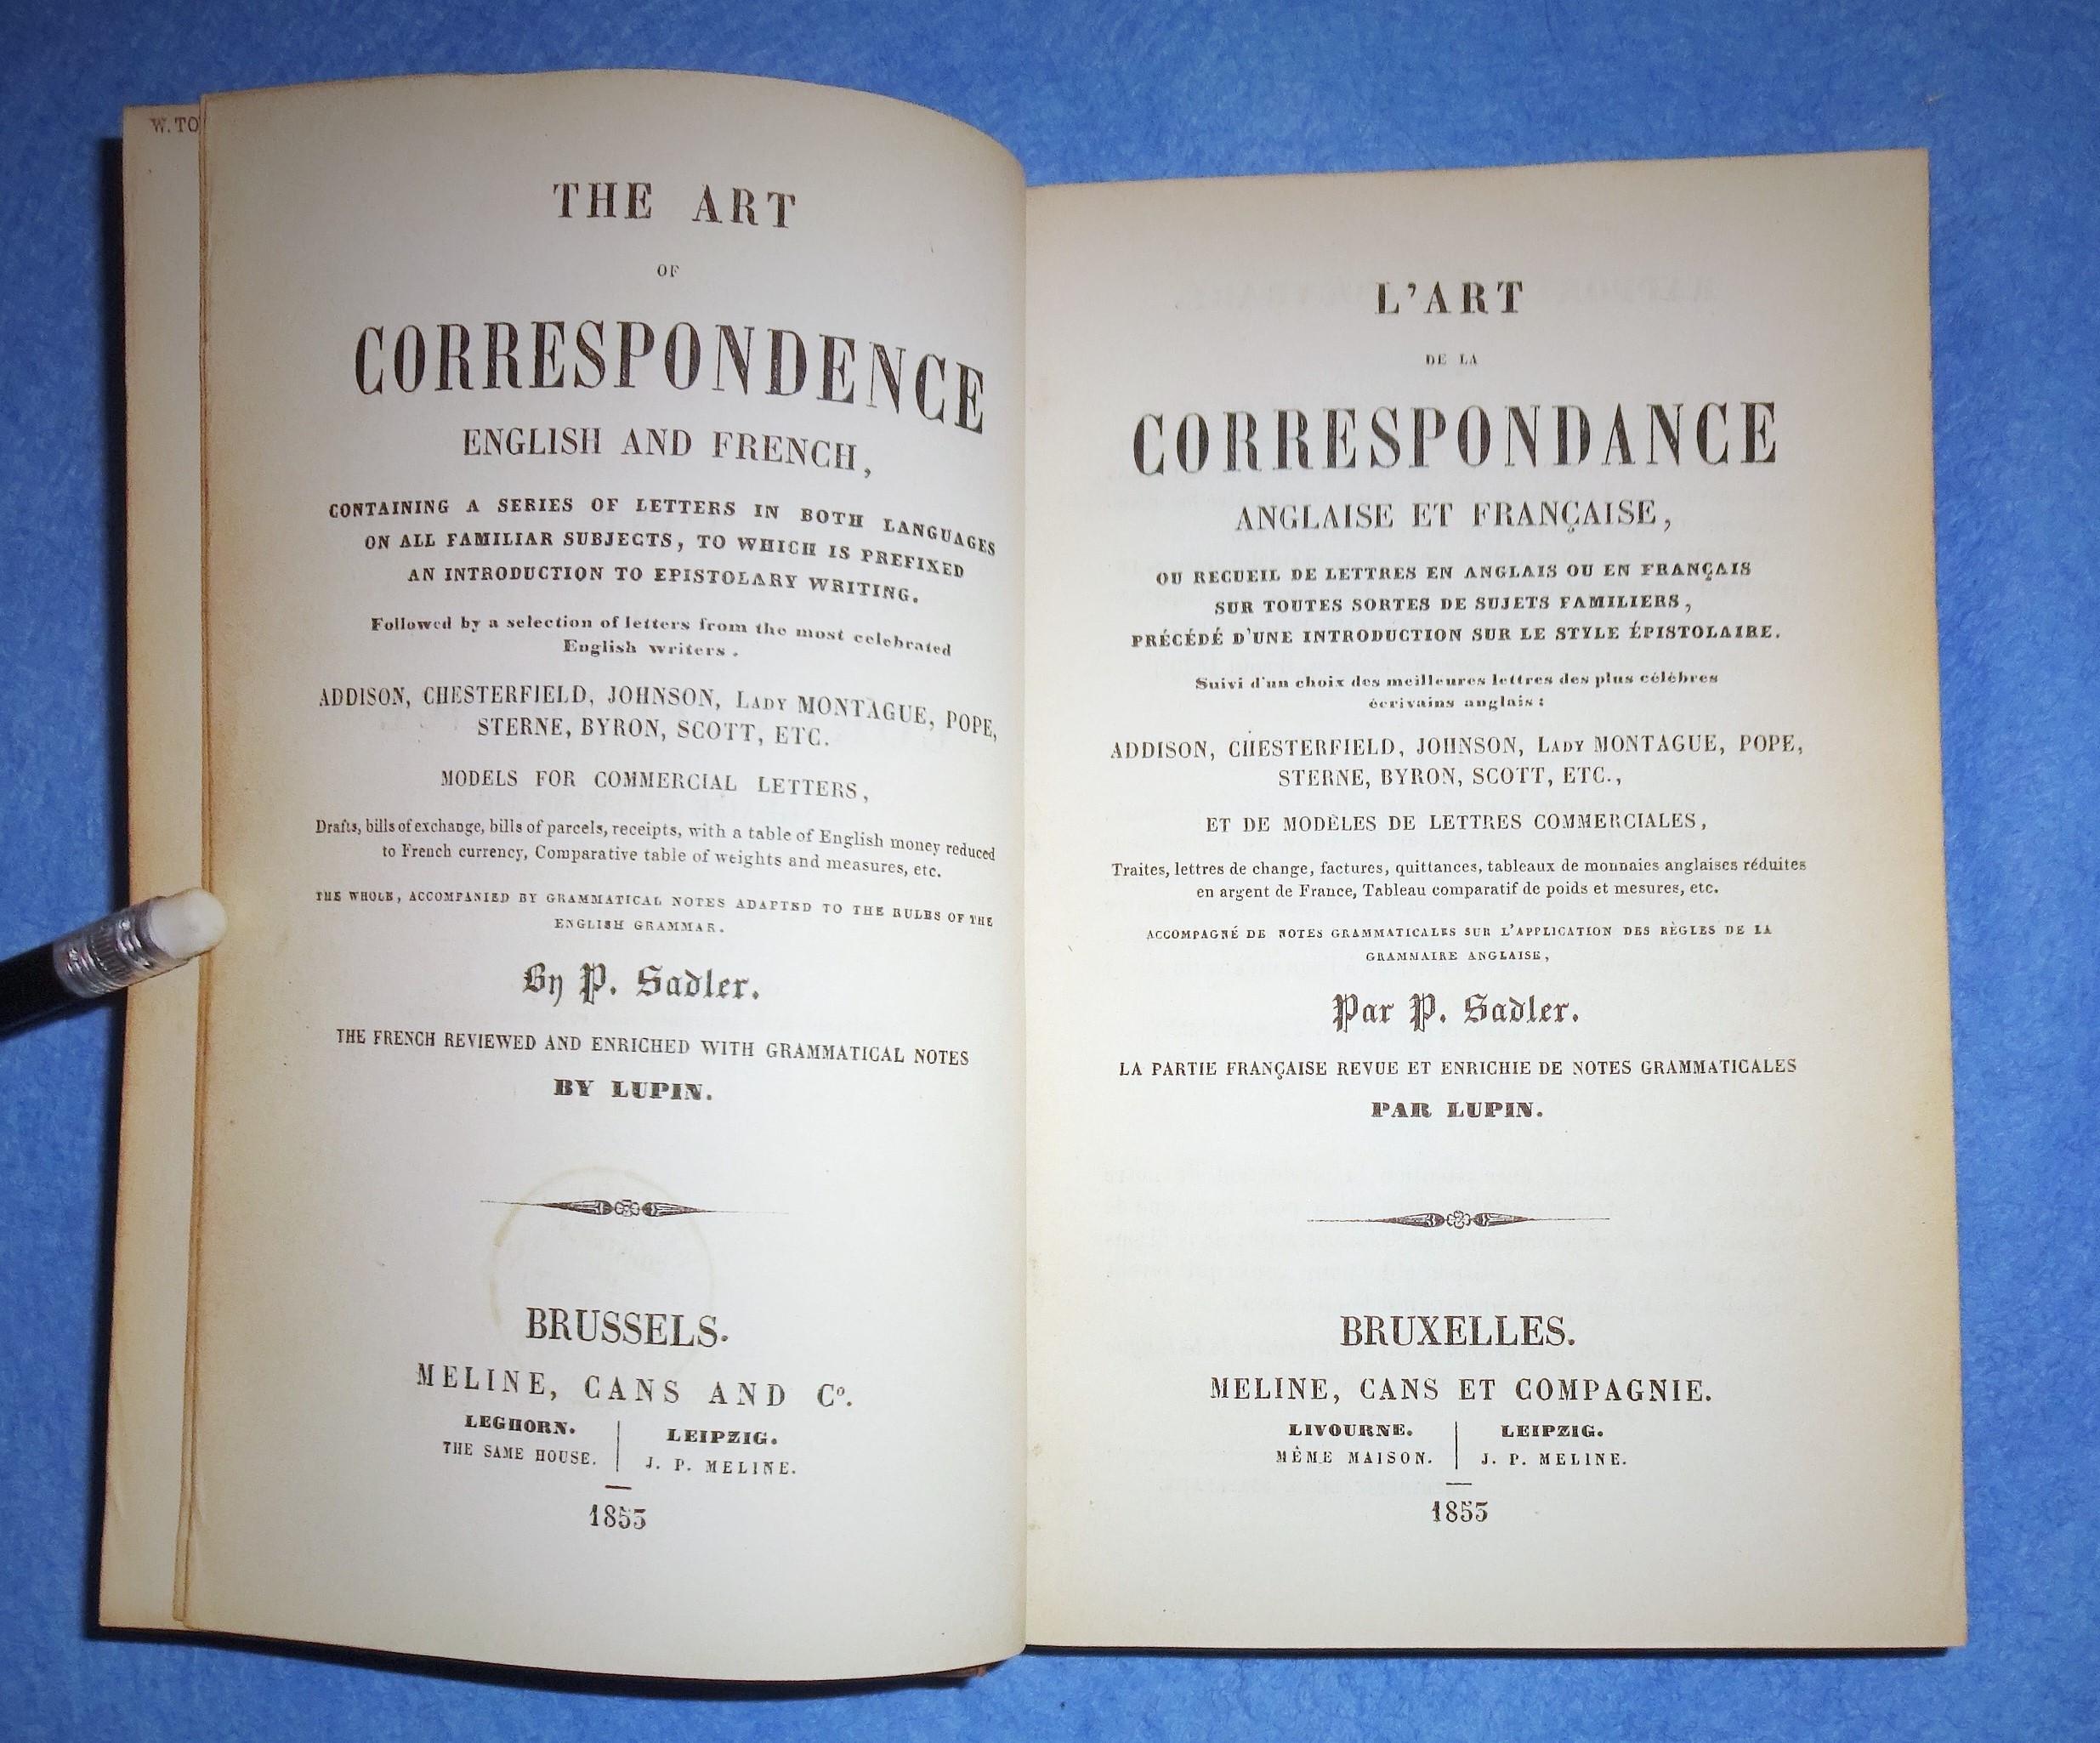 W. TO
THE ART
OF
CORRESPONDENCE
ENGLISH AND FRENCH,
CONTAINING A SERIES OF LETTERS IN BOTH LANGUAGES
ON ALL FAMILIAR SUBJECTS, TO WHICH IS PREFIXED
AN INTRODUCTION TO EPISTOLARY WRITING.
Followed by a selection of letters from the most celebrated
English writers.
ADDISON, CHESTERFIELD, JOHNSON, LADY MONTAGUE, POPE,
STERNE, BYRON, SCOTT, ETC.
MODELS FOR COMMERCIAL LETTERS,
Drafts, bills of exchange, bills of parcels, receipts, with a table of English money reduced
to French currency, Comparative table of weights and measures, etc.
THE WHOLE, ACCOMPANIED BY GRAMMATICAL NOTES ADAPTED TO THE RULES OF THE
ENGLISH GRAMMAR.
By P. Sadler.
THE FRENCH REVIEWED AND ENRICHED WITH GRAMMATICAL NOTES
BY LUPIN.
BRUSSELS.
MELINE, CANS AND Cº.
LEGHORN. LEIPZIG.
THE SAME HOUSE. J. P. MELINE.
1853
L'ART
DE LA
CORRESPONDANCE
ANGLAISE ET FRANÇAISE,
OU RECUEIL DE LETTRES EN ANGLAIS OU EN FRANÇAIS
SUR TOUTES SORTES DE SUJETS FAMILIERS,
PRÉCÉDÉ D'UNE INTRODUCTION SUR LE STYLE ÉPISTOLAIRE.
Suivi d'un choix des meilleures lettres des plus célèbres
écrivains anglais:
ADDISON, CHESTERFIELD, JOHNSON, LADY MONTAGUE, POPE,
STERNE, BYRON, SCOTT, ETC.,
ET DE MODÈLES DE LETTRES COMMERCIALES,
Traites, lettres de change, factures, quittances, tableaux de monnaies anglaises réduites
en argent de France, Tableau comparatif de poids et mesures, etc.
ACCOMPAGNÉ DE NOTES GRAMMATICALES SUR L'APPLICATION DES RÈGLES DE LA
GRAMMAIRE ANGLAISE,
Par P. Sadler.
LA PARTIE FRANÇAISE REVUE ET ENRICHIE DE NOTES GRAMMATICALES
PAR LUPIN.
BRUXELLES.
MELINE, CANS ET COMPAGNIE.
LIVOURNE. LEIPZIG.
MÊME MAISON. J. P. MELINE.
1853